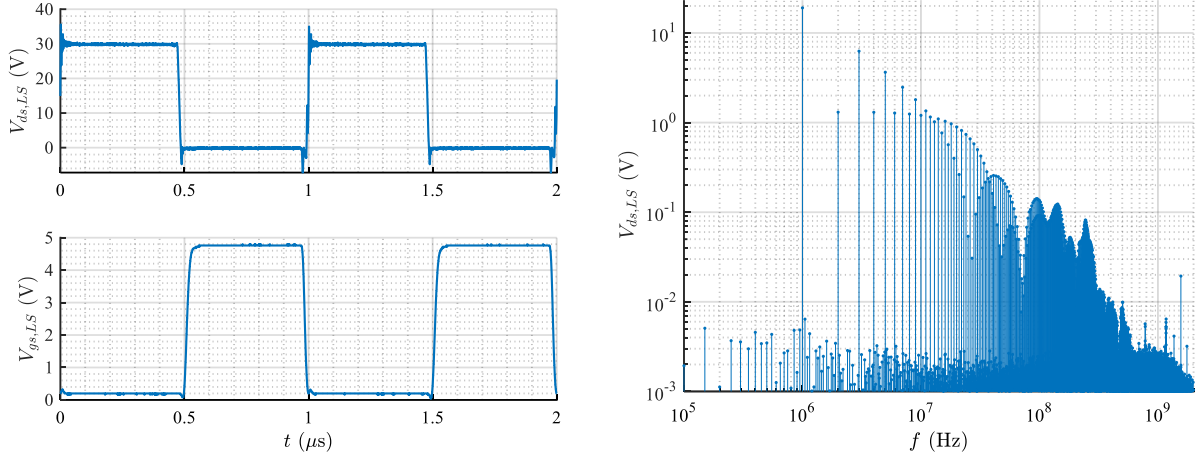 40
30
20
10
0
V_{ds,LS} (V)
0 0.5 1 1.5 2
5
4
3
2
1
0
V_{gs,LS} (V)
0 0.5 1 1.5 2
t (μs)
10^1
10^0
10^{-1}
10^{-2}
10^{-3}
V_{ds,LS} (V)
10^5 10^6 10^7 10^8 10^9
f (Hz)